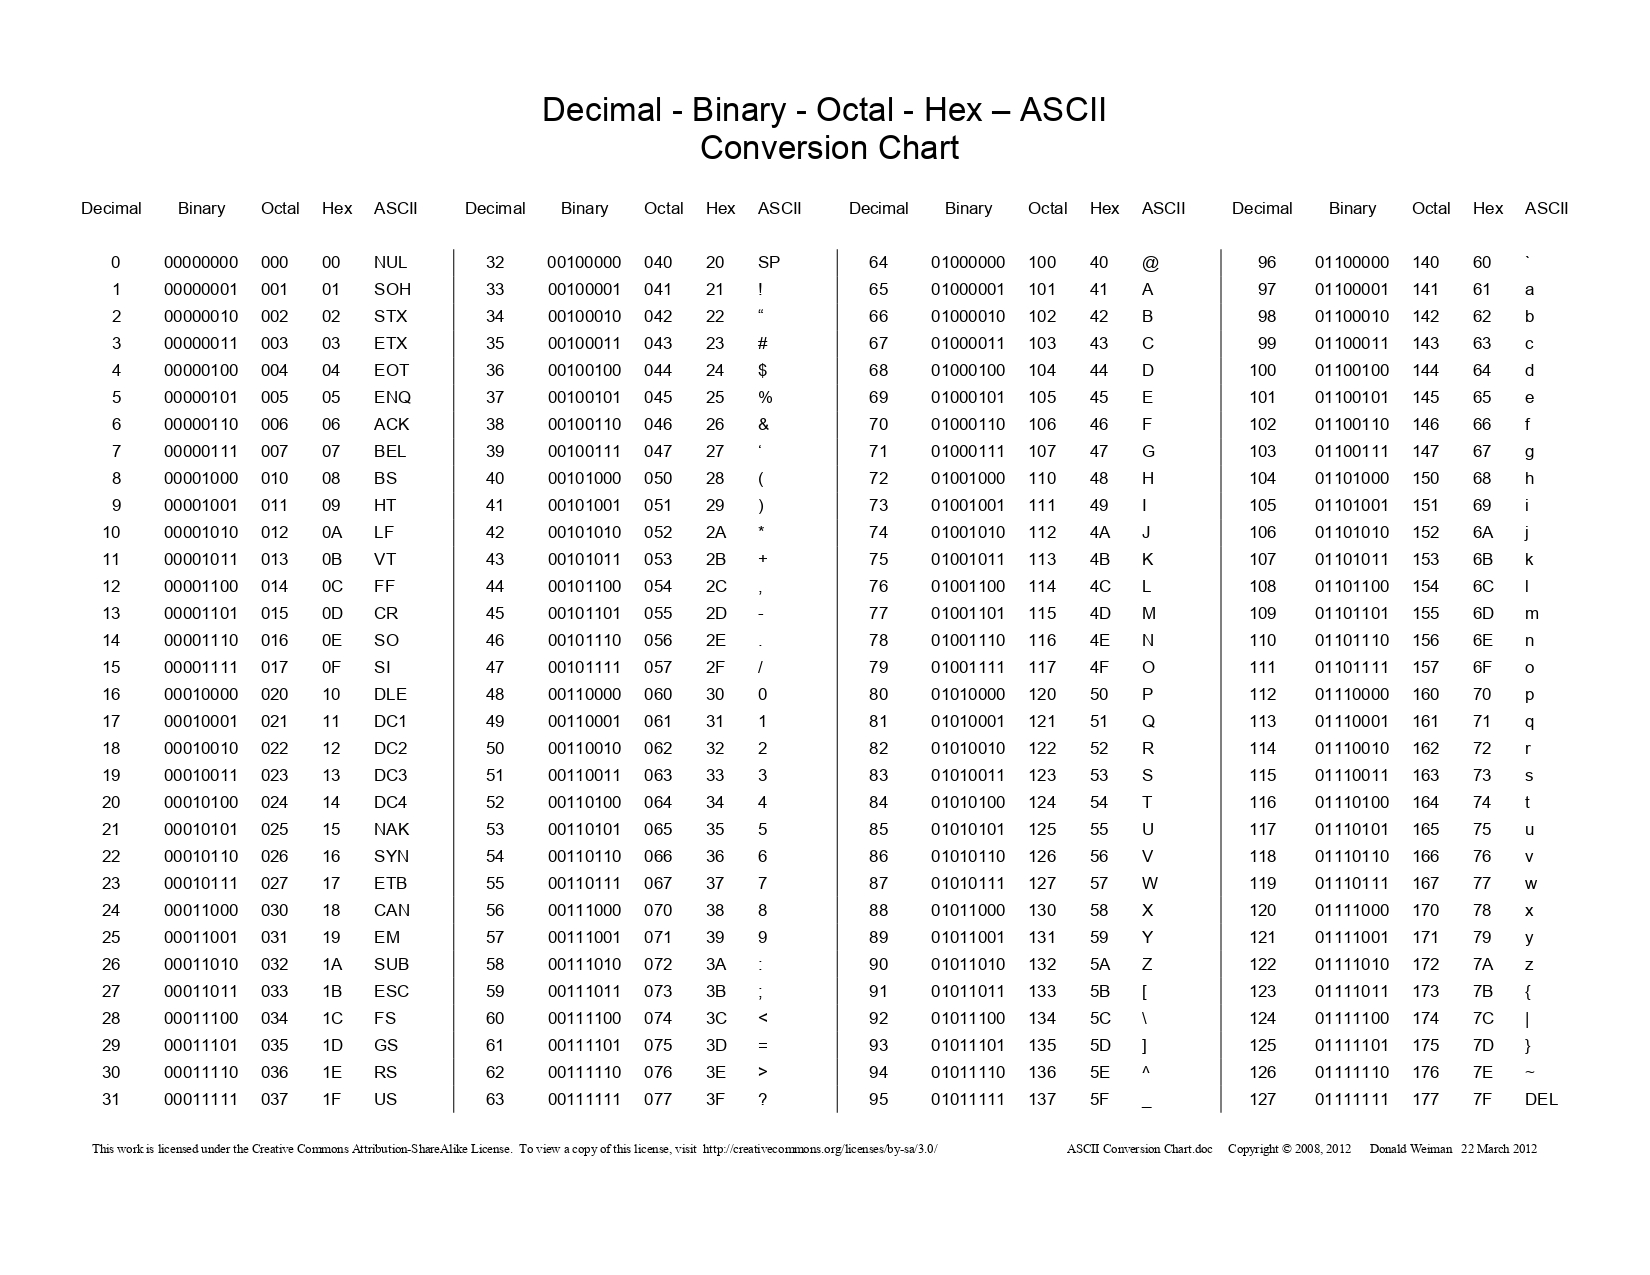 Decimal - Binary - Octal - Hex – ASCII
Conversion Chart
Decimal Binary Octal Hex ASCII Decimal Binary Octal Hex ASCII Decimal Binary Octal Hex ASCII Decimal Binary Octal Hex ASCII
0 00000000 000 00 NUL 32 00100000 040 20 SP 64 01000000 100 40 @ 96 01100000 140 60 `
1 00000001 001 01 SOH 33 00100001 041 21 ! 65 01000001 101 41 A 97 01100001 141 61 a
2 00000010 002 02 STX 34 00100010 042 22 “ 66 01000010 102 42 B 98 01100010 142 62 b
3 00000011 003 03 ETX 35 00100011 043 23 # 67 01000011 103 43 C 99 01100011 143 63 c
4 00000100 004 04 EOT 36 00100100 044 24 $ 68 01000100 104 44 D 100 01100100 144 64 d
5 00000101 005 05 ENQ 37 00100101 045 25 % 69 01000101 105 45 E 101 01100101 145 65 e
6 00000110 006 06 ACK 38 00100110 046 26 & 70 01000110 106 46 F 102 01100110 146 66 f
7 00000111 007 07 BEL 39 00100111 047 27 ‘ 71 01000111 107 47 G 103 01100111 147 67 g
8 00001000 010 08 BS 40 00101000 050 28 ( 72 01001000 110 48 H 104 01101000 150 68 h
9 00001001 011 09 HT 41 00101001 051 29 ) 73 01001001 111 49 I 105 01101001 151 69 i
10 00001010 012 0A LF 42 00101010 052 2A * 74 01001010 112 4A J 106 01101010 152 6A j
11 00001011 013 0B VT 43 00101011 053 2B + 75 01001011 113 4B K 107 01101011 153 6B k
12 00001100 014 0C FF 44 00101100 054 2C , 76 01001100 114 4C L 108 01101100 154 6C l
13 00001101 015 0D CR 45 00101101 055 2D - 77 01001101 115 4D M 109 01101101 155 6D m
14 00001110 016 0E SO 46 00101110 056 2E . 78 01001110 116 4E N 110 01101110 156 6E n
15 00001111 017 0F SI 47 00101111 057 2F / 79 01001111 117 4F O 111 01101111 157 6F o
16 00010000 020 10 DLE 48 00110000 060 30 0 80 01010000 120 50 P 112 01110000 160 70 p
17 00010001 021 11 DC1 49 00110001 061 31 1 81 01010001 121 51 Q 113 01110001 161 71 q
18 00010010 022 12 DC2 50 00110010 062 32 2 82 01010010 122 52 R 114 01110010 162 72 r
19 00010011 023 13 DC3 51 00110011 063 33 3 83 01010011 123 53 S 115 01110011 163 73 s
20 00010100 024 14 DC4 52 00110100 064 34 4 84 01010100 124 54 T 116 01110100 164 74 t
21 00010101 025 15 NAK 53 00110101 065 35 5 85 01010101 125 55 U 117 01110101 165 75 u
22 00010110 026 16 SYN 54 00110110 066 36 6 86 01010110 126 56 V 118 01110110 166 76 v
23 00010111 027 17 ETB 55 00110111 067 37 7 87 01010111 127 57 W 119 01110111 167 77 w
24 00011000 030 18 CAN 56 00111000 070 38 8 88 01011000 130 58 X 120 01111000 170 78 x
25 00011001 031 19 EM 57 00111001 071 39 9 89 01011001 131 59 Y 121 01111001 171 79 y
26 00011010 032 1A SUB 58 00111010 072 3A : 90 01011010 132 5A Z 122 01111010 172 7A z
27 00011011 033 1B ESC 59 00111011 073 3B ; 91 01011011 133 5B [ 123 01111011 173 7B {
28 00011100 034 1C FS 60 00111100 074 3C < 92 01011100 134 5C \ 124 01111100 174 7C |
29 00011101 035 1D GS 61 00111101 075 3D = 93 01011101 135 5D ] 125 01111101 175 7D }
30 00011110 036 1E RS 62 00111110 076 3E > 94 01011110 136 5E ^ 126 01111110 176 7E ~
31 00011111 037 1F US 63 00111111 077 3F ? 95 01011111 137 5F _ 127 01111111 177 7F DEL
This work is licensed under the Creative Commons Attribution-ShareAlike License. To view a copy of this license, visit http://creativecommons.org/licenses/by-sa/3.0/ ASCII Conversion Chart.doc Copyright © 2008, 2012 Donald Weiman 22 March 2012